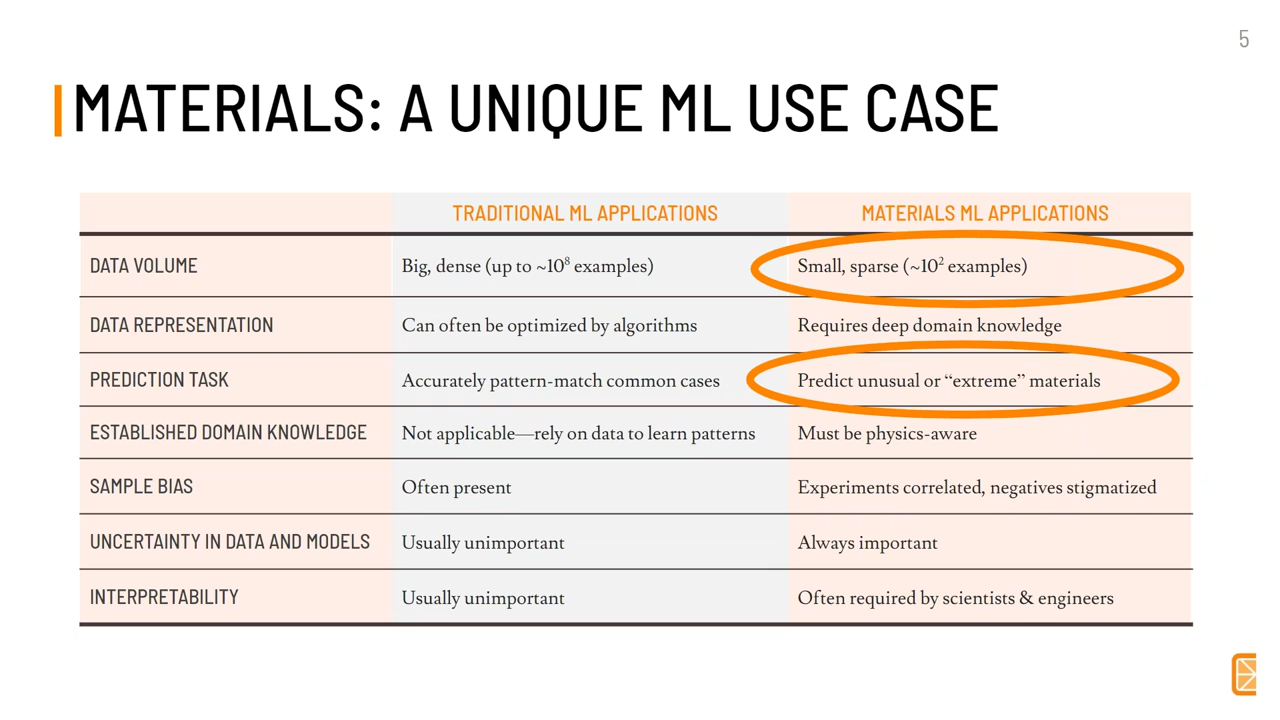 5
MATERIALS: A UNIQUE ML USE CASE
TRADITIONAL ML APPLICATIONS MATERIALS ML APPLICATIONS
DATA VOLUME Big, dense (up to ~10⁸ examples) Small, sparse (~10² examples)
DATA REPRESENTATION Can often be optimized by algorithms Requires deep domain knowledge
PREDICTION TASK Accurately pattern-match common cases Predict unusual or “extreme” materials
ESTABLISHED DOMAIN KNOWLEDGE Not applicable—rely on data to learn patterns Must be physics-aware
SAMPLE BIAS Often present Experiments correlated, negatives stigmatized
UNCERTAINTY IN DATA AND MODELS Usually unimportant Always important
INTERPRETABILITY Usually unimportant Often required by scientists & engineers